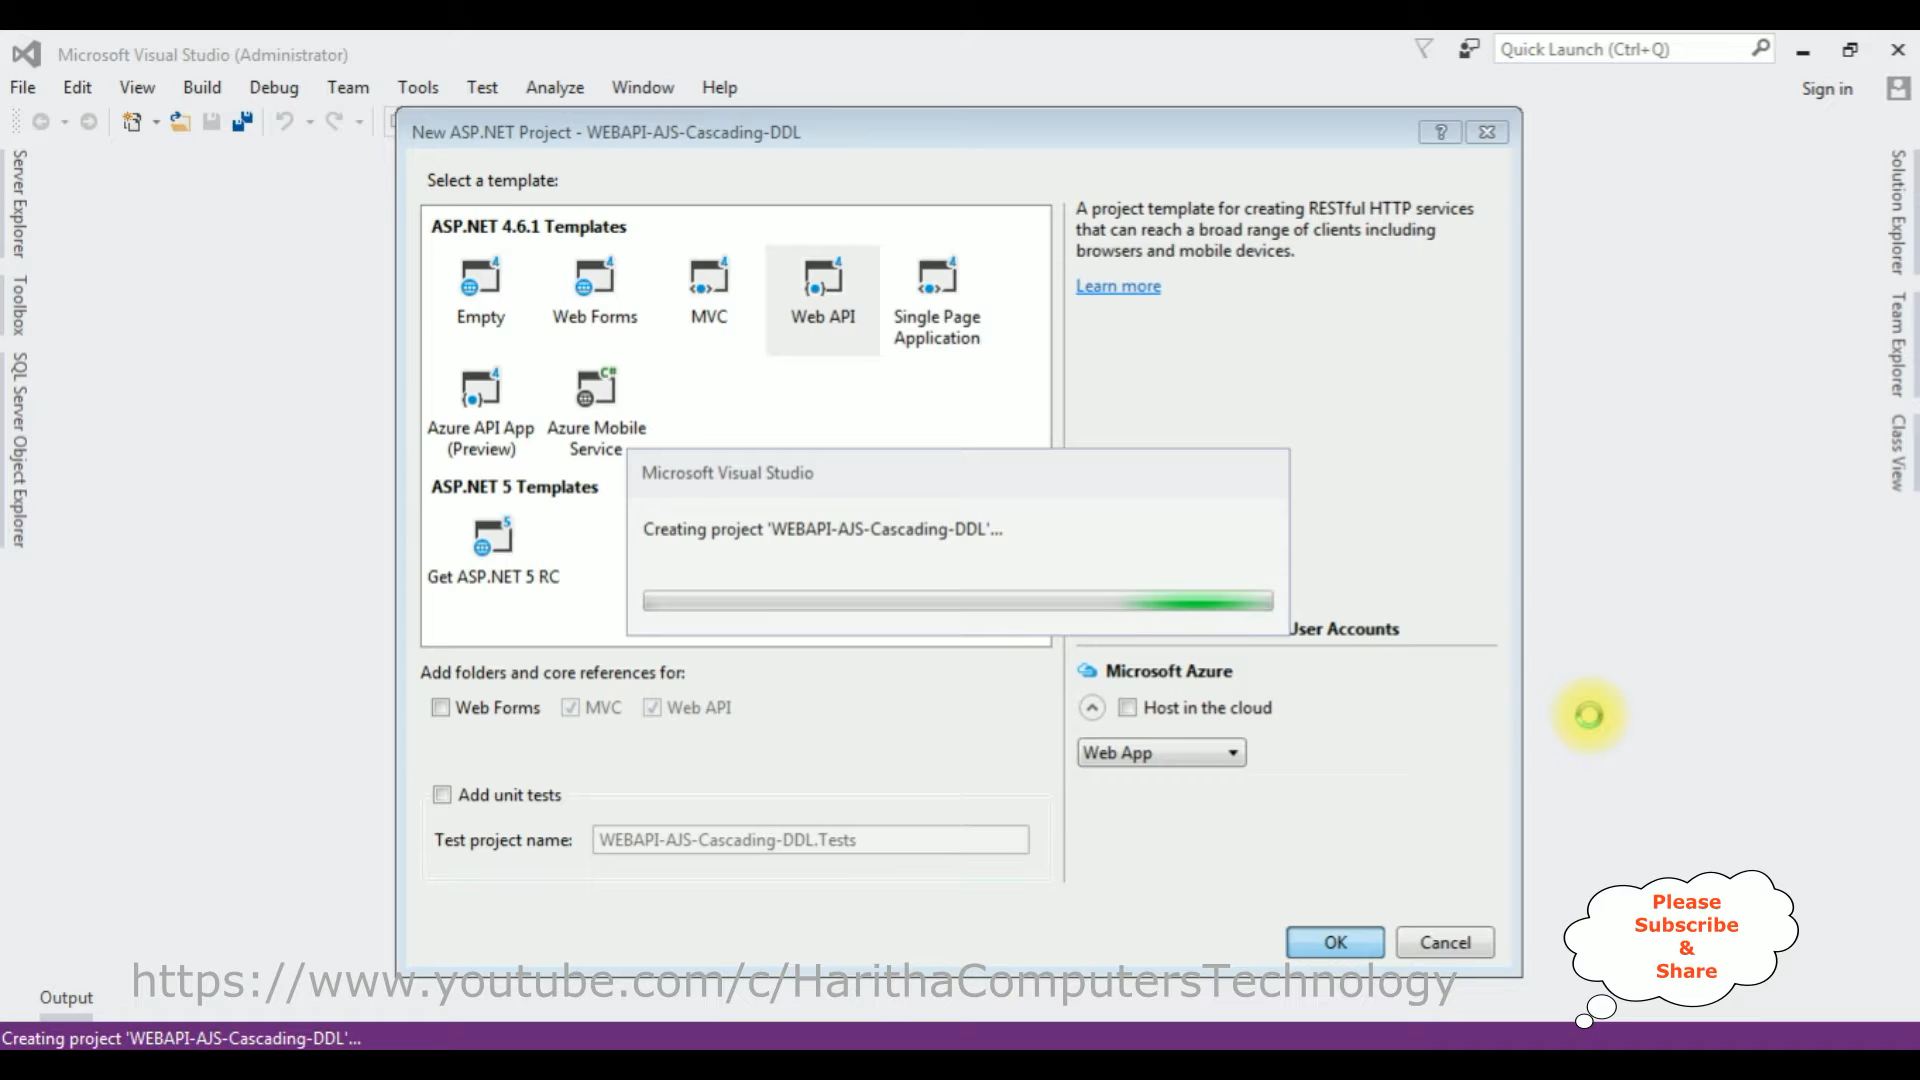 Microsoft Visual Studio (Administrator)
Quick Launch (Ctrl+Q)
File Edit View Build Debug Team Tools Test Analyze Window Help
Sign in
Server Explorer
Toolbox
SQL Server Object Explorer
Solution Explorer
Team Explorer
Class View
New ASP.NET Project - WEBAPI-AJS-Cascading-DDL
Select a template:
ASP.NET 4.6.1 Templates
Empty
Web Forms
MVC
Web API
Single Page
Application
Azure API App
(Preview)
Azure Mobile
Service
ASP.NET 5 Templates
Get ASP.NET 5 RC
A project template for creating RESTful HTTP services
that can reach a broad range of clients including
browsers and mobile devices.
Learn more
Microsoft Visual Studio
Creating project 'WEBAPI-AJS-Cascading-DDL'...
User Accounts
Add folders and core references for:
Web Forms MVC Web API
Microsoft Azure
Host in the cloud
Web App
Add unit tests
Test project name: WEBAPI-AJS-Cascading-DDL.Tests
OK Cancel
Please
Subscribe
&
Share
https://www.youtube.com/c/HarithaComputersTechnology
Output
Creating project 'WEBAPI-AJS-Cascading-DDL'...